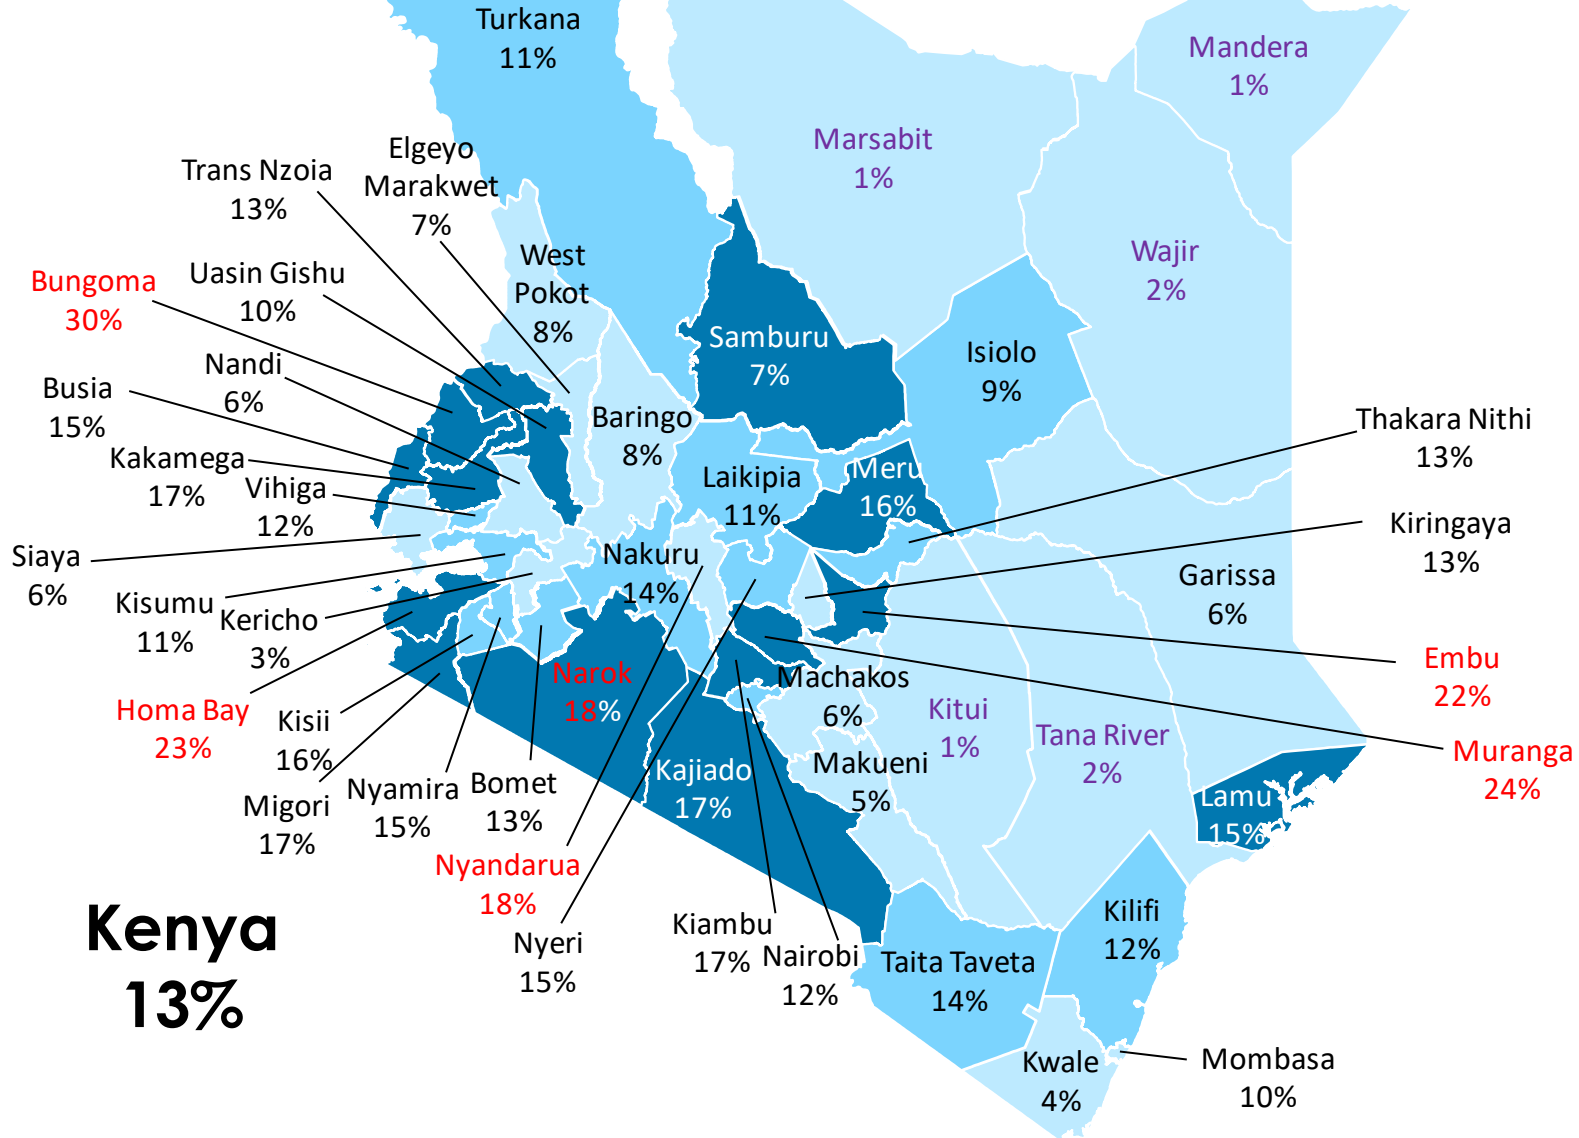 Turkana
11%
Mandera
1%
Marsabit
1%
Elgeyo
Marakwet
7%
Trans Nzoia
13%
Wajir
2%
West
Pokot
8%
Uasin Gishu
10%
Bungoma
30%
Samburu
7%
Isiolo
9%
Nandi
6%
Busia
15%
Baringo
8%
Thakara Nithi
13%
Kakamega
17%
Laikipia
11%
Meru
16%
Vihiga
12%
Kiringaya
13%
Siaya
6%
Nakuru
14%
Garissa
6%
Kisumu
11%
Kericho
3%
Embu
22%
Narok
18%
Machakos
6%
Homa Bay
23%
Kisii
16%
Kitui
1%
Tana River
2%
Muranga
24%
Kajiado
17%
Makueni
5%
Migori
17%
Nyamira
15%
Bomet
13%
Lamu
15%
Nyandarua
18%
Kenya
13%
Nyeri
15%
Kiambu
17%
Nairobi
12%
Taita Taveta
14%
Kilifi
12%
Kwale
4%
Mombasa
10%